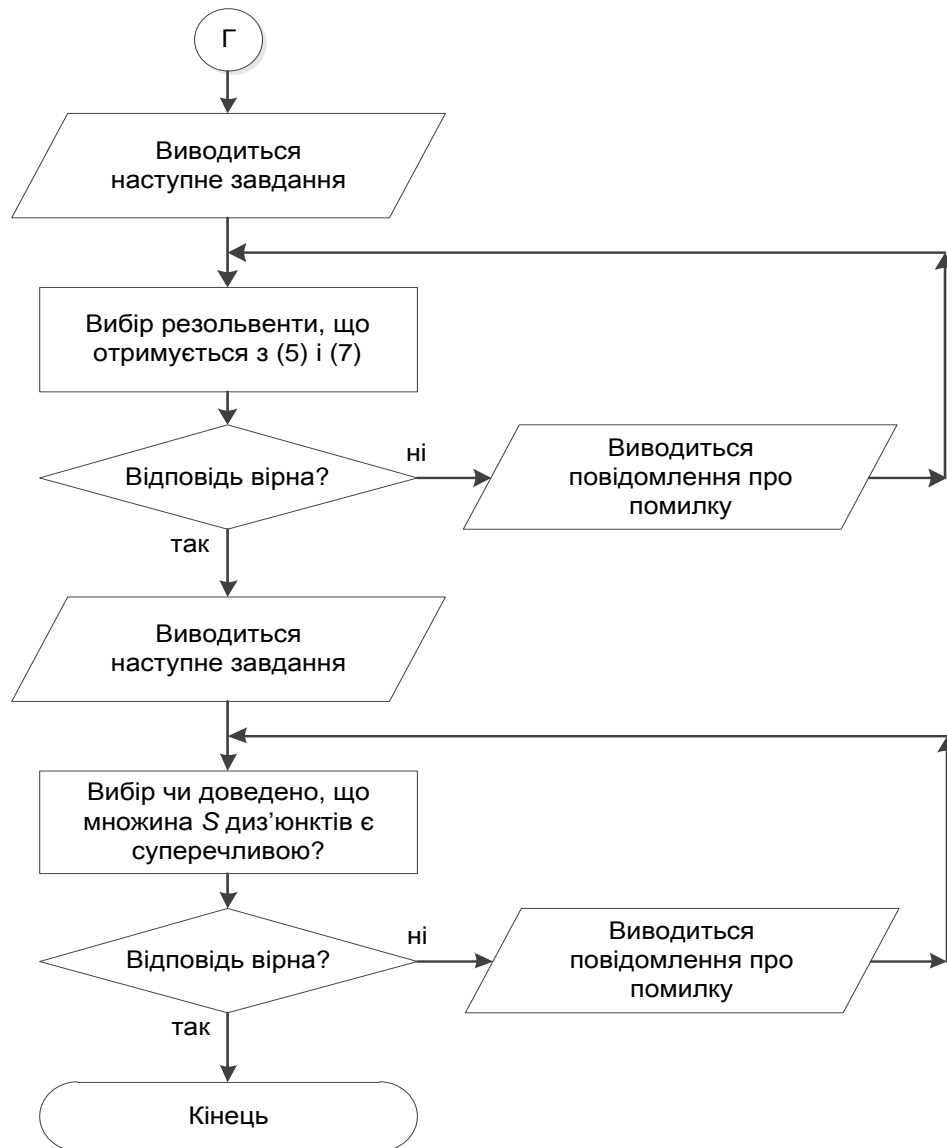 Г
Виводиться
наступне завдання
Вибір резольвенти, що
отримується з (5) і (7)
Відповідь вірна?
ні
Виводиться
повідомлення про
помилку
так
Виводиться
наступне завдання
Вибір чи доведено, що
множина S диз’юнктів є
суперечливою?
Відповідь вірна?
ні
Виводиться
повідомлення про
помилку
так
Кінець